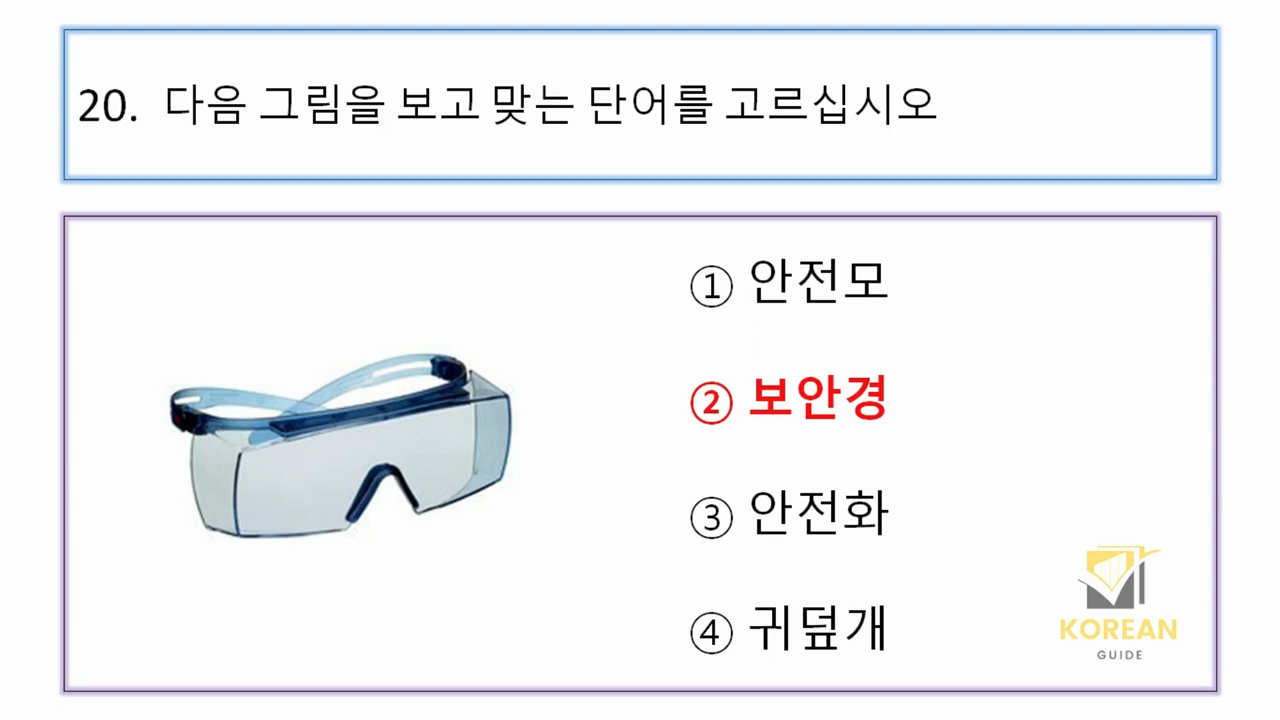 20. 다음 그림을 보고 맞는 단어를 고르십시오
① 안전모
② 보안경
③ 안전화
④ 귀덮개
KOREAN
GUIDE